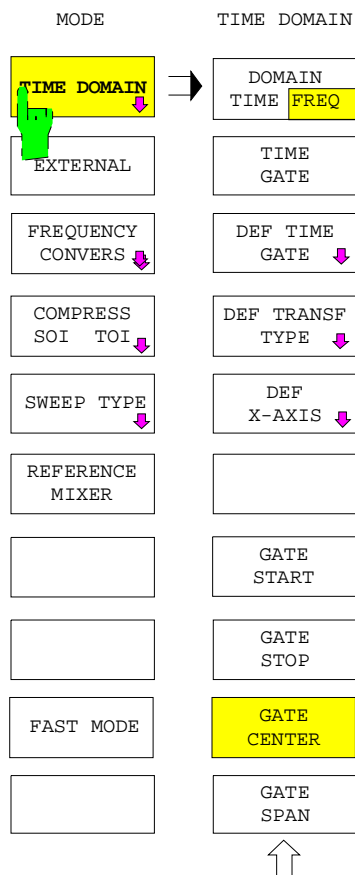 MODE
TIME DOMAIN
EXTERNAL
FREQUENCY
CONVERS
COMPRESS
SOI TOI
SWEEP TYPE
REFERENCE
MIXER
FAST MODE
TIME DOMAIN
DOMAIN
TIME FREQ
TIME
GATE
DEF TIME
GATE
DEF TRANSF
TYPE
DEF
X-AXIS
GATE
START
GATE
STOP
GATE
CENTER
GATE
SPAN